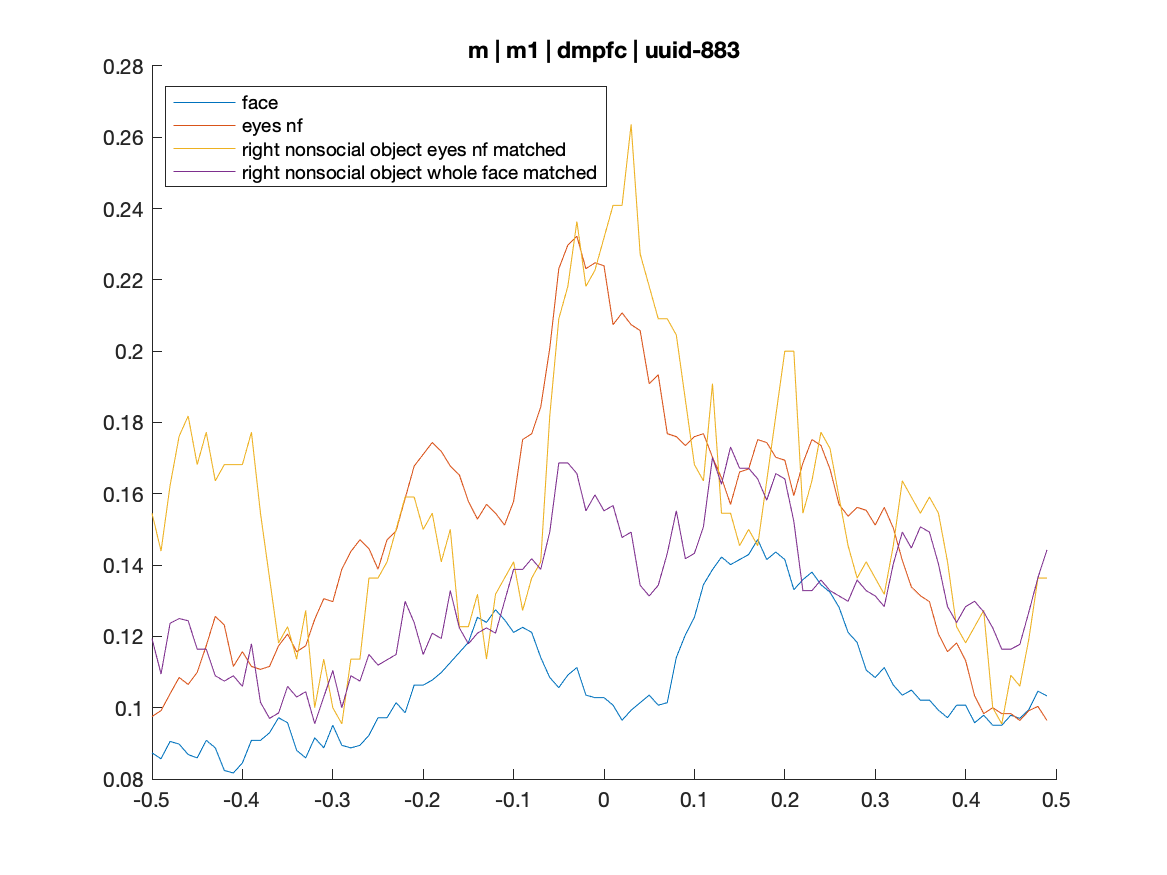 m | m1 | dmpfc | uuid-883
0.28
0.26
0.24
0.22
0.2
0.18
0.16
0.14
0.12
0.1
0.08
face
eyes nf
right nonsocial object eyes nf matched
right nonsocial object whole face matched
-0.5 -0.4 -0.3 -0.2 -0.1 0 0.1 0.2 0.3 0.4 0.5